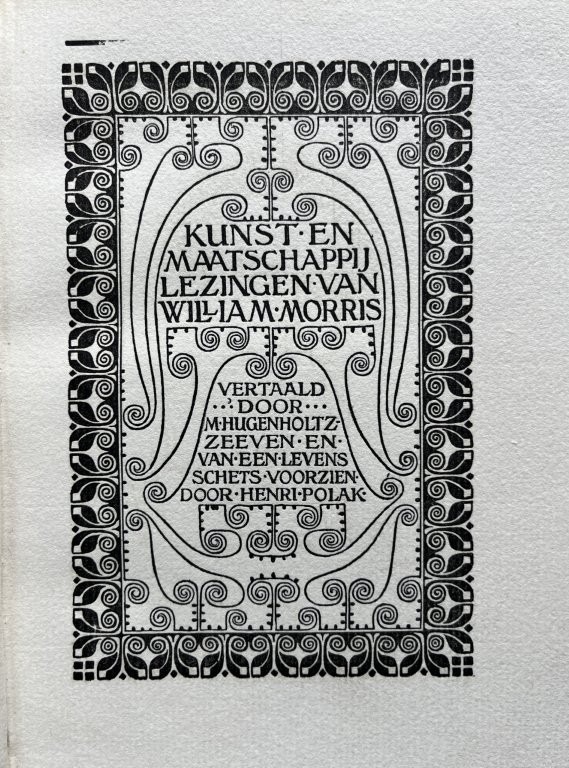 KUNST·EN
MAATSCHAPPIJ
LEZINGEN·VAN
WILLIAM·MORRIS
VERTAALD
···DOOR···
M·HUGENHOLTZ-
ZEEVEN·EN·
VAN·EEN·LEVENS
SCHETS·VOORZIEN·
DOOR·HENRI·POLAK·